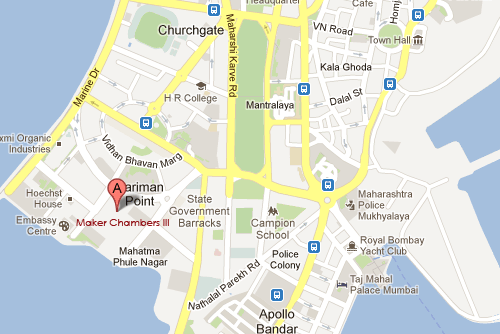 Headquarter
Cafe
Homj
Churchgate
VN Road
Town Hall
Maharshi Karve Rd
Kala Ghoda
Marine Dr
H R College
Dalal St
Mantralaya
xmi Organic
Industries
Vidhan Bhavan Marg
A
ariman
Point
Hoechst
House
Maker Chambers III
Embassy
Centre
State
Government
Barracks
Maharashtra
Police
Mukhyalaya
Campion
School
Mahatma
Phule Nagar
Royal Bombay
Yacht Club
Police
Colony
Nathalal Parekh Rd
Taj Mahal
Palace Mumbai
Apollo
Bandar